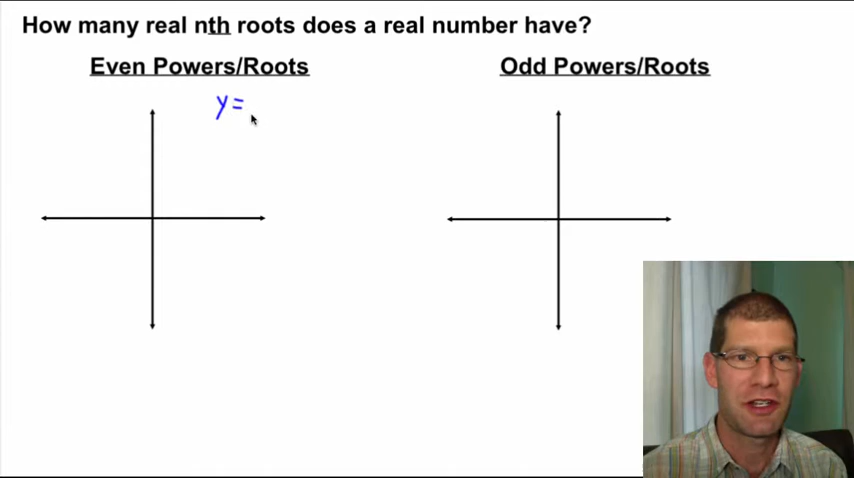 How many real nth roots does a real number have?
Even Powers/Roots
Odd Powers/Roots
y=